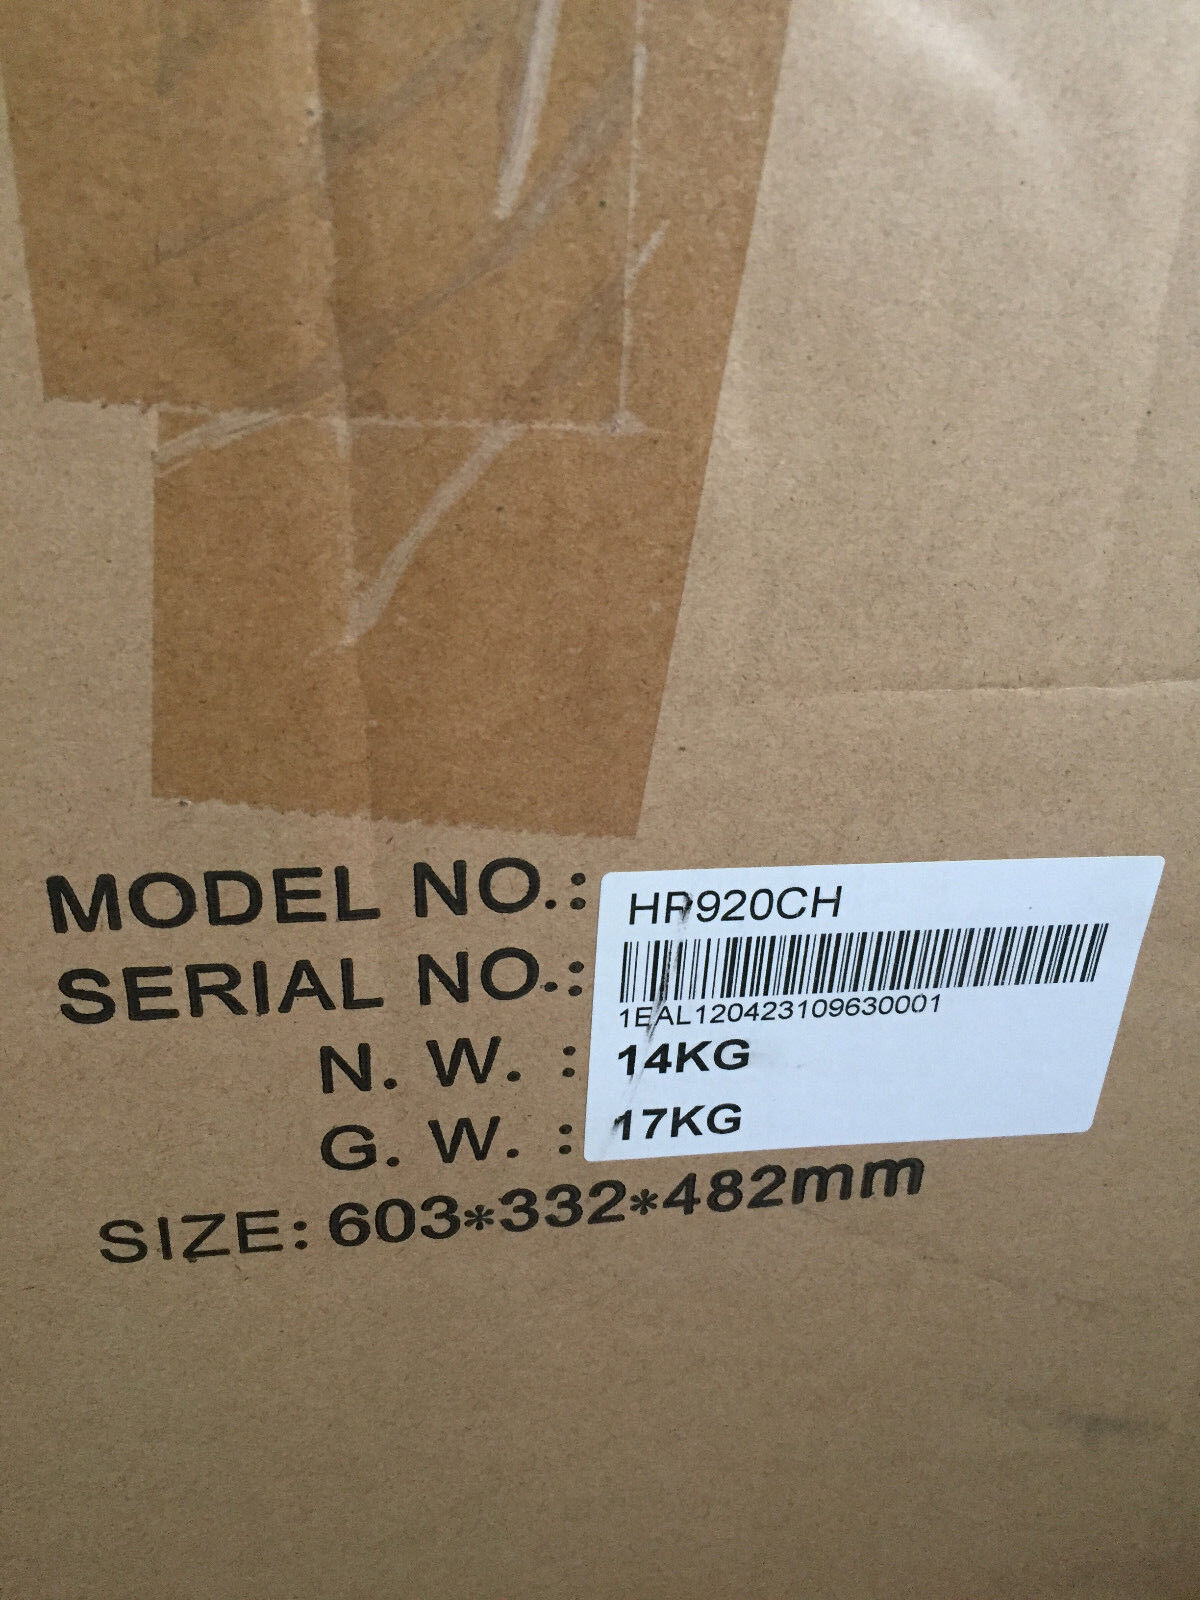 MODEL NO.: HP920CH
SERIAL NO.:
1EAL120423109630001
N. W. : 14KG
G. W. : 17KG
SIZE: 603*332*482mm